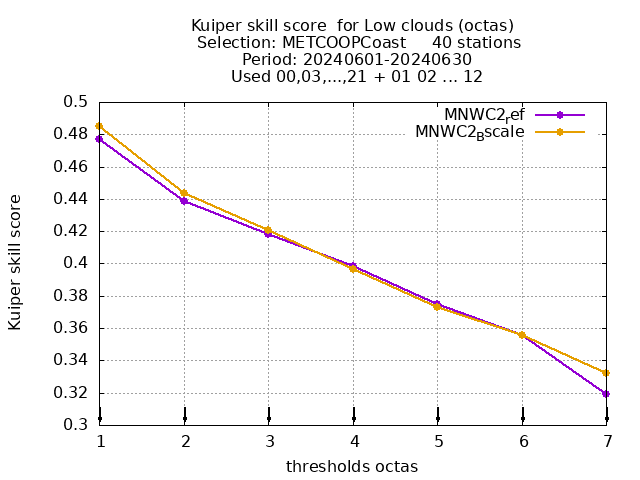 Kuiper skill score  for Low clouds (octas)
Selection: METCOOPCoast     40 stations
Period: 20240601-20240630
Used 00,03,...,21 + 01 02 ... 12
MNWC2ref
MNWC2Bscale
0.5
0.48
0.46
0.44
0.42
0.4
0.38
0.36
0.34
0.32
0.3
Kuiper skill score
1 2 3 4 5 6 7
thresholds octas